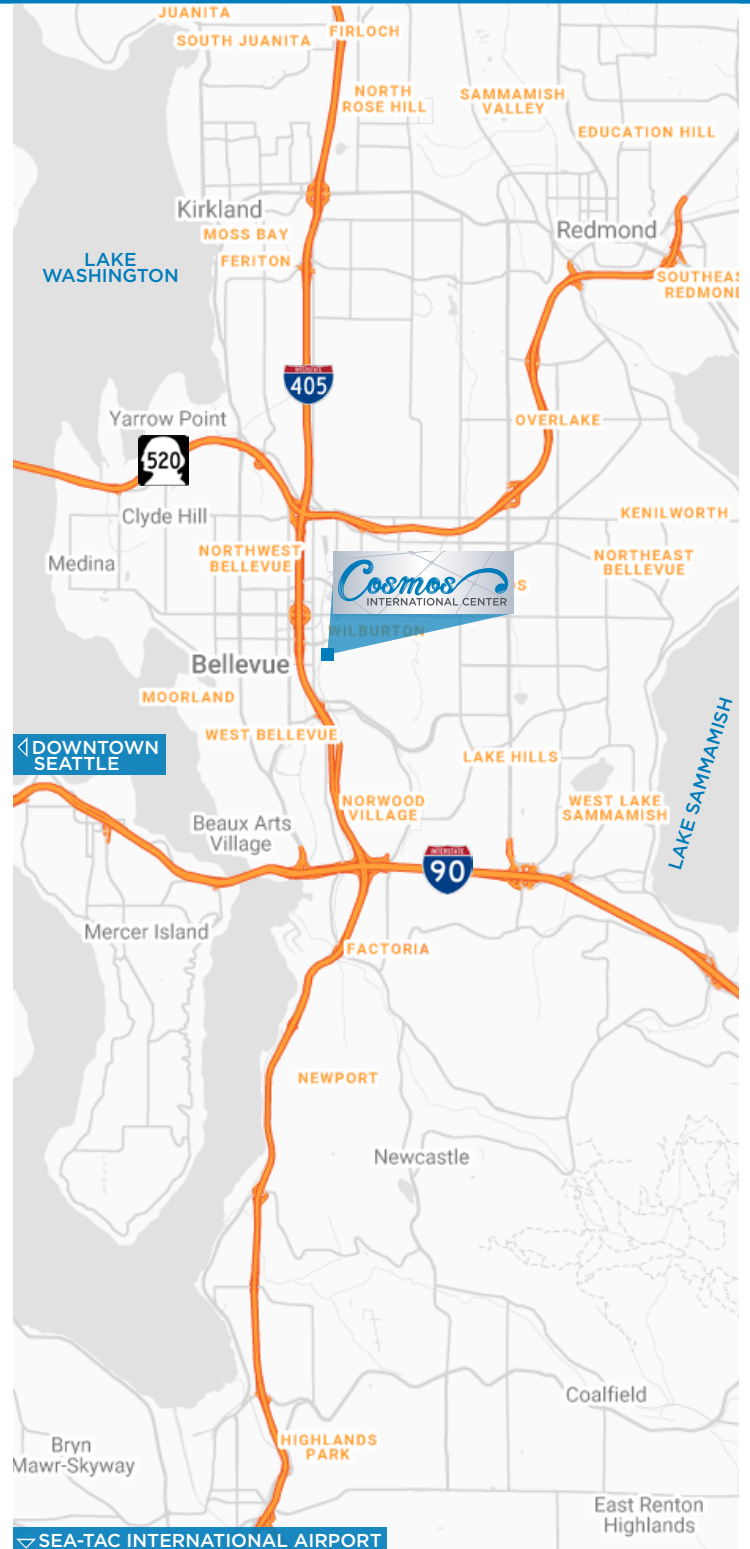 JUANITA
SOUTH JUANITA
FIRLOCH
NORTH
ROSE HILL
SAMMAMISH
VALLEY
EDUCATION HILL
Kirkland
MOSS BAY
FERITON
Redmond
LAKE
WASHINGTON
SOUTHEAS
REDMOND
INTERSTATE
405
Yarrow Point
OVERLAKE
520
Clyde Hill
KENILWORTH
NORTHWEST
BELLEVUE
Medina
NORTHEAST
BELLEVUE
Cosmos
INTERNATIONAL CENTER
S
WILBURTON
Bellevue
MOORLAND
WEST BELLEVUE
DOWNTOWN
SEATTLE
LAKE HILLS
LAKE SAMMAMISH
NORWOOD
VILLAGE
WEST LAKE
SAMMAMISH
Beaux Arts
Village
INTERSTATE
90
Mercer Island
FACTORIA
NEWPORT
Newcastle
Coalfield
HIGHLANDS
PARK
Bryn
Mawr-Skyway
East Renton
Highlands
SEA-TAC INTERNATIONAL AIRPORT